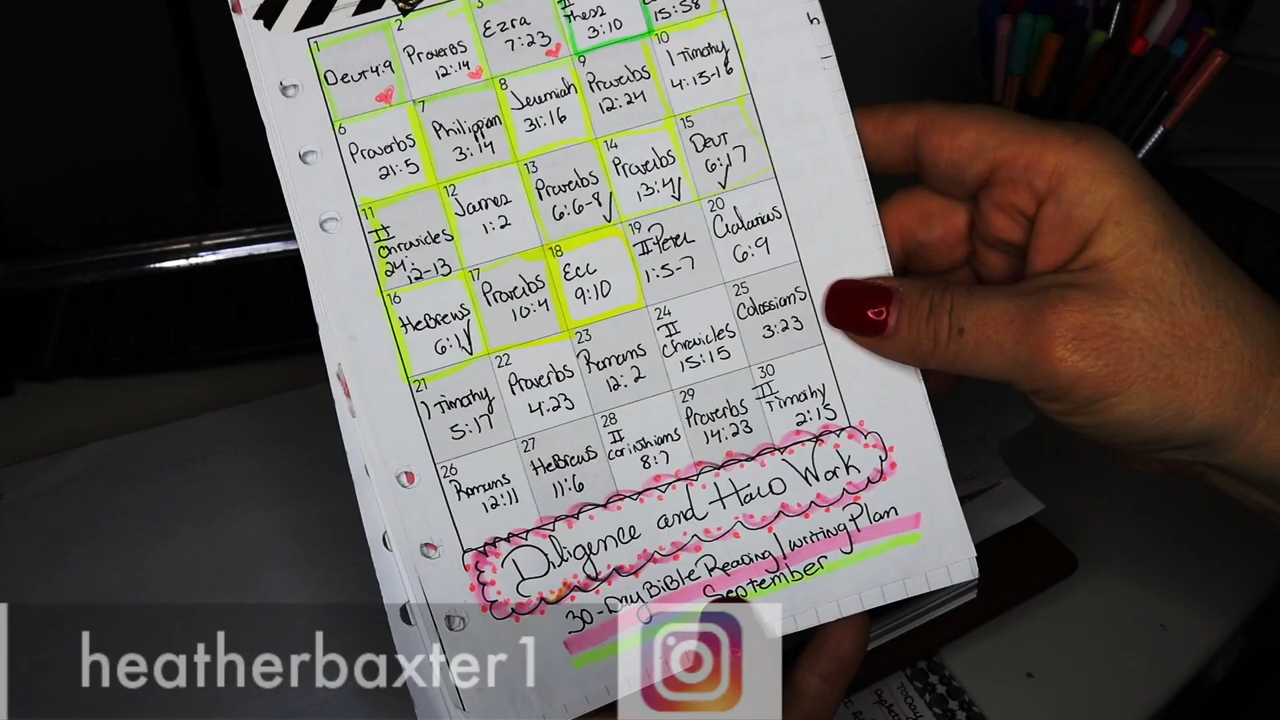 1
Deut 4:9
2
Proverbs
12:14
3
Ezra
7:23
II
Thess
3:10
15:58
6
Proverbs
21:5
7
Philippian
3:14
8
Jeremiah
31:16
9
Proverbs
12:24
10
1 Timothy
4:15-16
11
II
Chronicles
24:
12-13
12
James
1:2
13
Proverbs
6:6-8
14
Proverbs
13:4
15
Deut
6:17
16
HeBrews
6:1
17
Proverbs
10:4
18
Ecc
9:10
19
II Peter
1:5-7
20
Galatians
6:9
21
1 Timothy
5:17
22
Proverbs
4:23
23
Romans
12:2
24
II
Chronicles
15:15
25
Colossians
3:23
26
Romans
12:11
27
HeBrews
11:6
28
II
corinthians
8:7
29
Proverbs
14:23
30
II
Timothy
2:15
Diligence and Hard Work
30-Day BiBle Reading/writing Plan
September
heatherbaxter1
TODAY